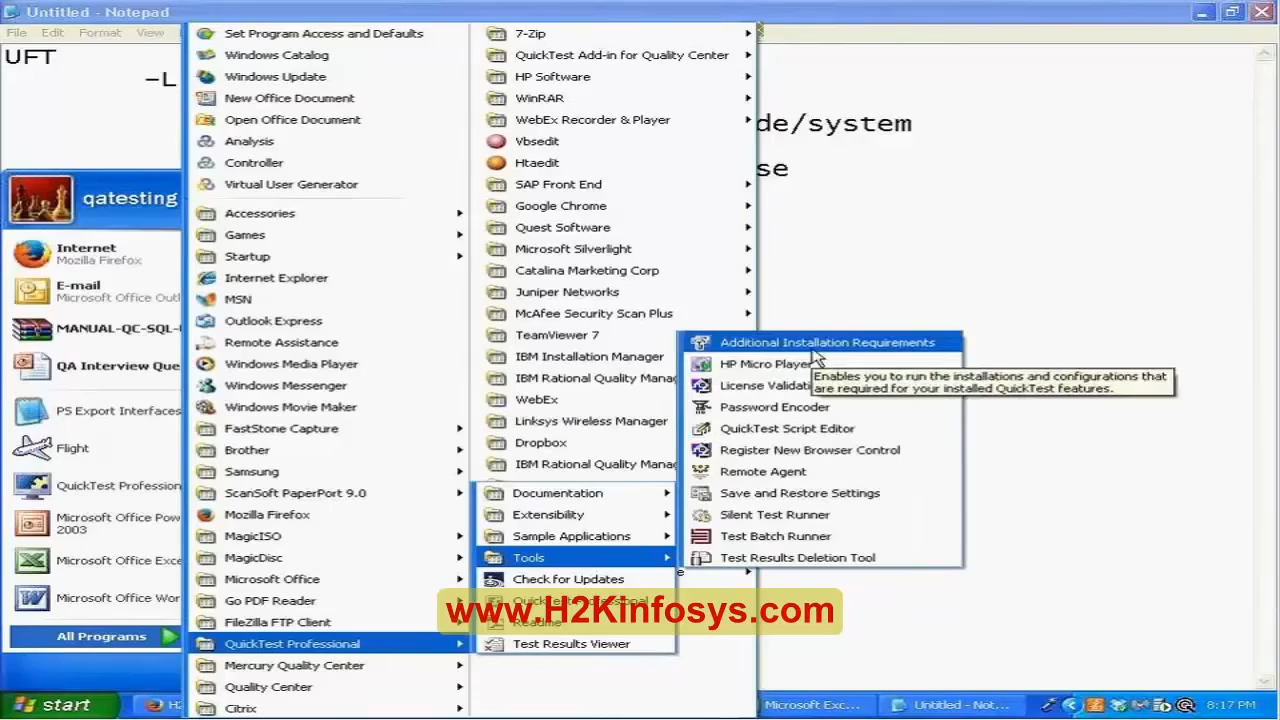 Untitled - Notepad
File Edit Format View
UFT
-L
de/system
se
qatesting
Internet
Mozilla Firefox
E-mail
Microsoft Office Outl
MANUAL-QC-SQL-
QA Interview Que
PS Export Interfaces
Flight
QuickTest Profession
Microsoft Office Pow
2003
Microsoft Office Exce
Microsoft Office Wor
All Programs
Set Program Access and Defaults
Windows Catalog
Windows Update
New Office Document
Open Office Document
Analysis
Controller
Virtual User Generator
Accessories
Games
Startup
Internet Explorer
MSN
Outlook Express
Remote Assistance
Windows Media Player
Windows Messenger
Windows Movie Maker
FastStone Capture
Brother
Samsung
ScanSoft PaperPort 9.0
Mozilla Firefox
MagicISO
MagicDisc
Microsoft Office
Go PDF Reader
FileZilla FTP Client
QuickTest Professional
Mercury Quality Center
Quality Center
Citrix
7-Zip
QuickTest Add-in for Quality Center
HP Software
WinRAR
WebEx Recorder & Player
Vbsedit
Htaedit
SAP Front End
Google Chrome
Quest Software
Microsoft Silverlight
Catalina Marketing Corp
Juniper Networks
McAfee Security Scan Plus
TeamViewer 7
IBM Installation Manager
IBM Rational Quality Mana
WebEx
Linksys Wireless Manager
Dropbox
IBM Rational Quality Mana
Documentation
Extensibility
Sample Applications
Tools
Check for Updates
QuickTest Professional
Readme
Test Results Viewer
e
Additional Installation Requirements
HP Micro Player
License Validati
Password Encoder
QuickTest Script Editor
Register New Browser Control
Remote Agent
Save and Restore Settings
Silent Test Runner
Test Batch Runner
Test Results Deletion Tool
Enables you to run the installations and configurations that
are required for your installed QuickTest features.
www.H2Kinfosys.com
start
H2
Microsoft Exc...
Untitled - Not...
8:17 PM